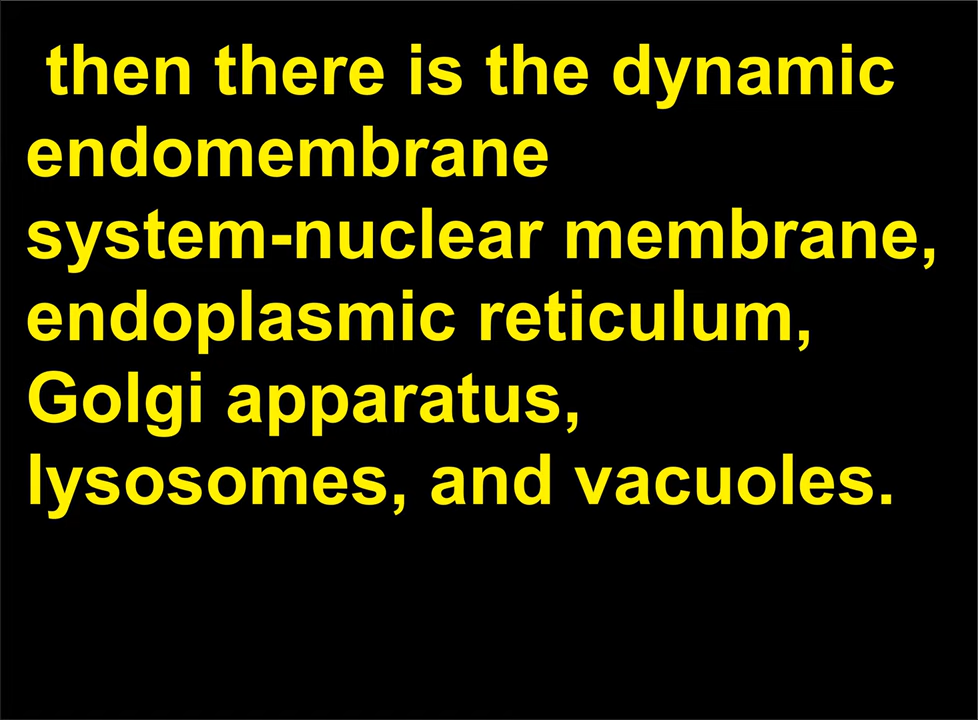 then there is the dynamic
endomembrane
system-nuclear membrane,
endoplasmic reticulum,
Golgi apparatus,
lysosomes, and vacuoles.